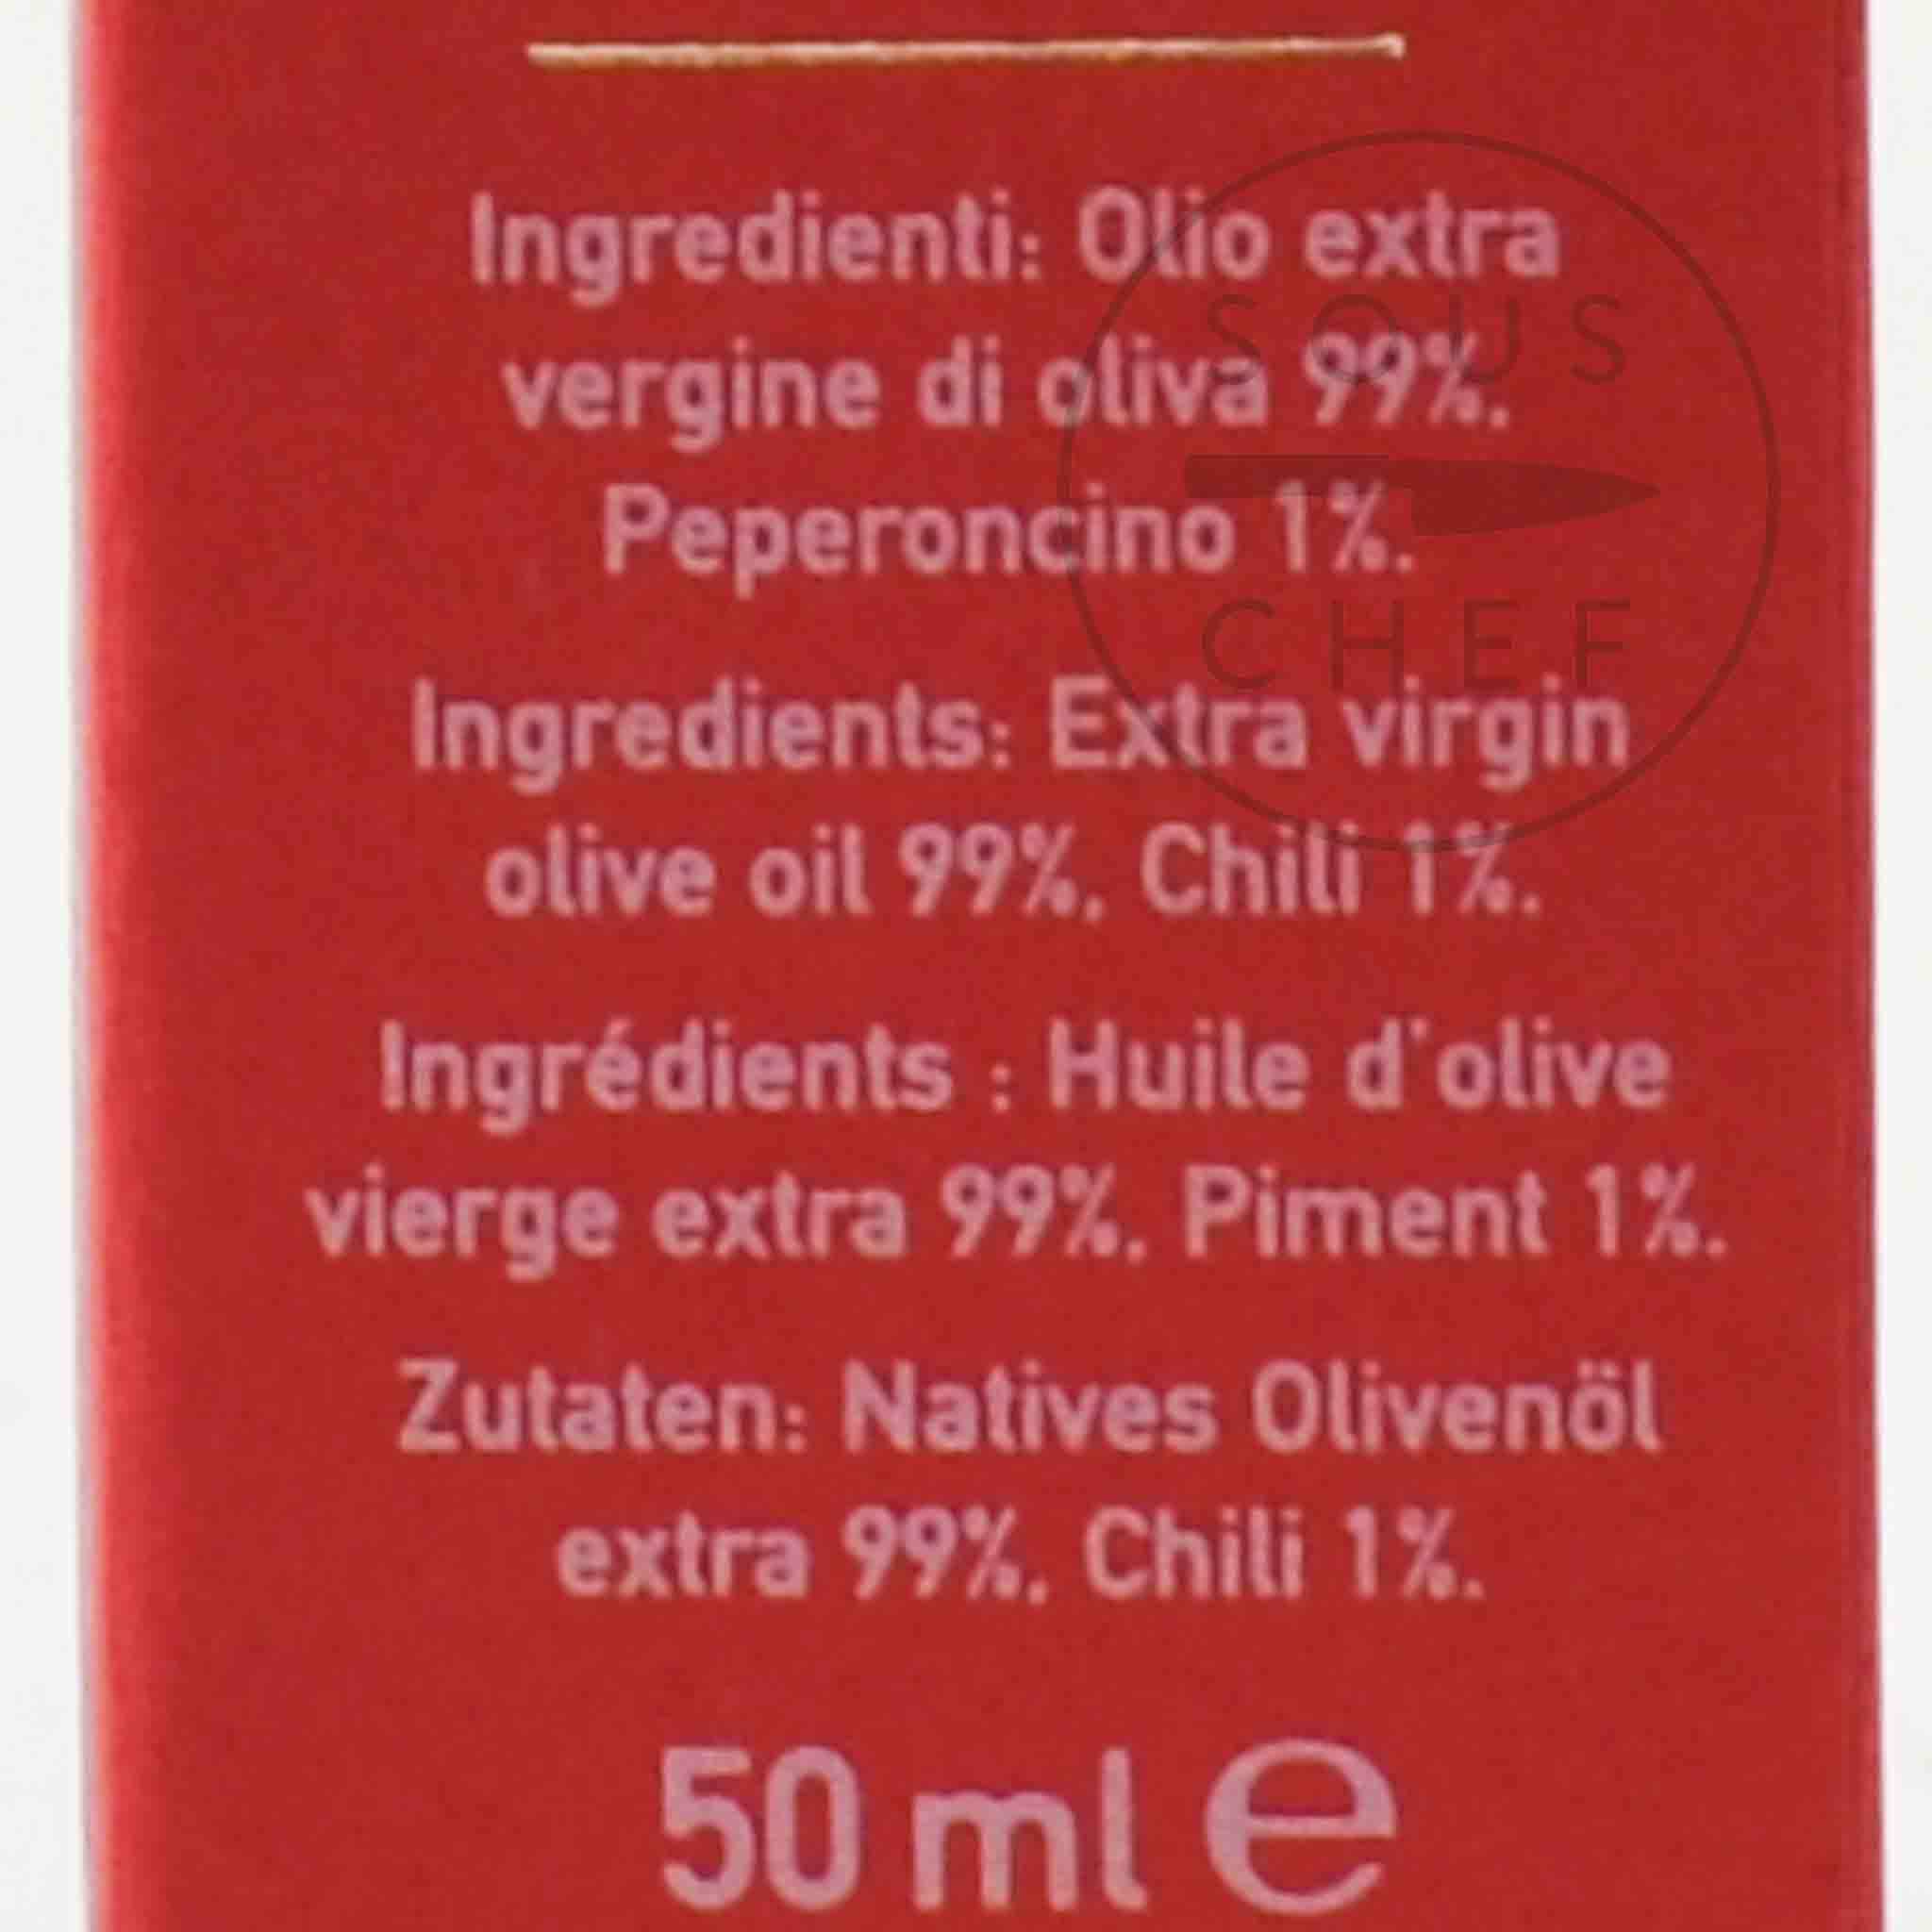 Ingredienti: Olio extra
vergine di oliva 99%.
Peperoncino 1%.
Ingredients: Extra virgin
olive oil 99%, Chili 1%.
Ingrédients : Huile d'olive
vierge extra 99%, Piment 1%.
Zutaten: Natives Olivenöl
extra 99%, Chili 1%.
50 ml e
SOUS
CHEF